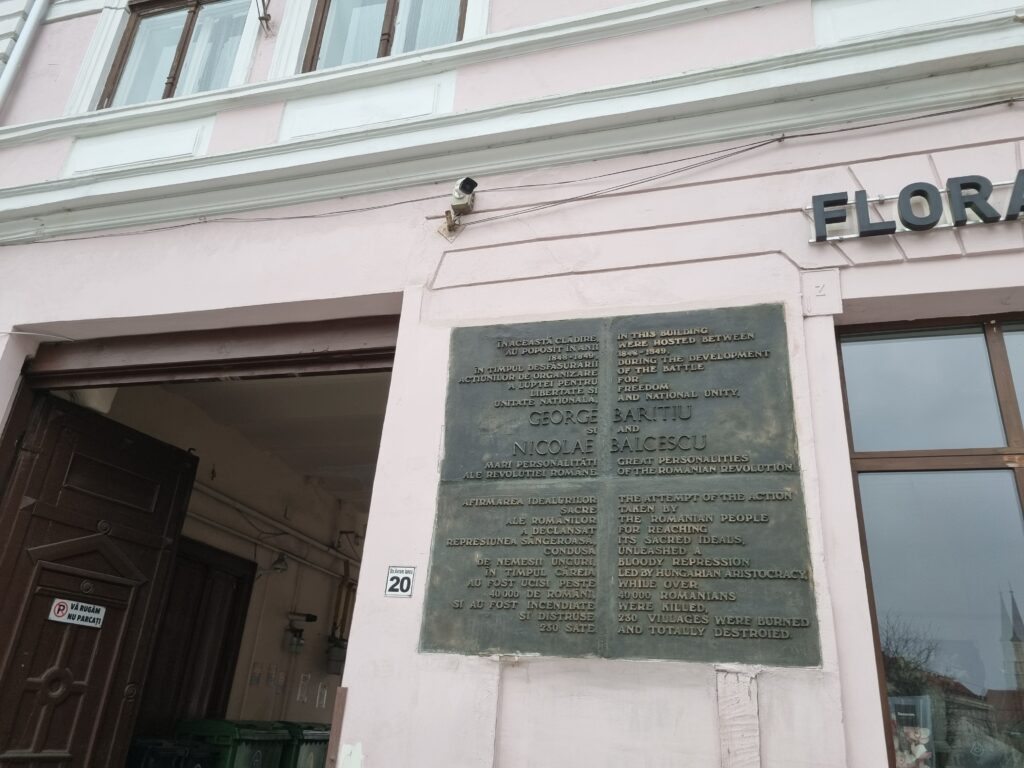 FLORA
ÎN ACEASTĂ CLĂDIRE,
AU POPOSIT ÎN ANII
1848-1849,
ÎN TIMPUL DESFĂŞURĂRII
ACŢIUNILOR DE ORGANIZARE
A LUPTEI PENTRU
LIBERTATE SI
UNITATE NAŢIONALĂ,
IN THIS BUILDING
WERE HOSTED BETWEEN
1848-1849,
DURING THE DEVELOPMENT
OF THE BATTLE
FOR
FREEDOM
AND NATIONAL UNITY,
GEORGE BARIŢIU
SI AND
NICOLAE BALCESCU
MARI PERSONALITĂŢI
ALE REVOLUŢIEI ROMÂNE.
GREAT PERSONALITIES
OF THE ROMANIAN REVOLUTION.
AFIRMAREA IDEALURILOR
SACRE
ALE ROMÂNILOR
A DECLANŞAT
REPRESIUNEA SÂNGEROASĂ,
CONDUSĂ
DE NEMEŞII UNGURI,
ÎN TIMPUL CĂREIA
AU FOST UCIŞI PESTE
40000 DE ROMÂNI,
SI AU FOST INCENDIATE
ŞI DISTRUSE
230 SATE.
THE ATTEMPT OF THE ACTION
TAKEN BY
THE ROMANIAN PEOPLE
FOR REACHING
ITS SACRED IDEALS,
UNLEASHED A
BLOODY REPRESSION
LED BY HUNGARIAN ARISTOCRACY,
WHILE OVER
40000 ROMANIANS
WERE KILLED,
230 VILLAGES WERE BURNED
AND TOTALLY DESTROIED.
20
P VĂ RUGĂM
NU PARCAŢI